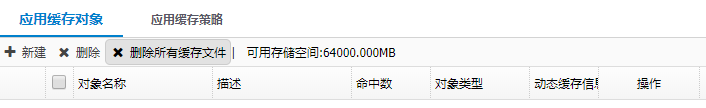 应用缓存对象 应用缓存策略
新建 删除 删除所有缓存文件 | 可用存储空间:64000.000MB
对象名称 描述 命中数 对象类型 动态缓存信息 操作